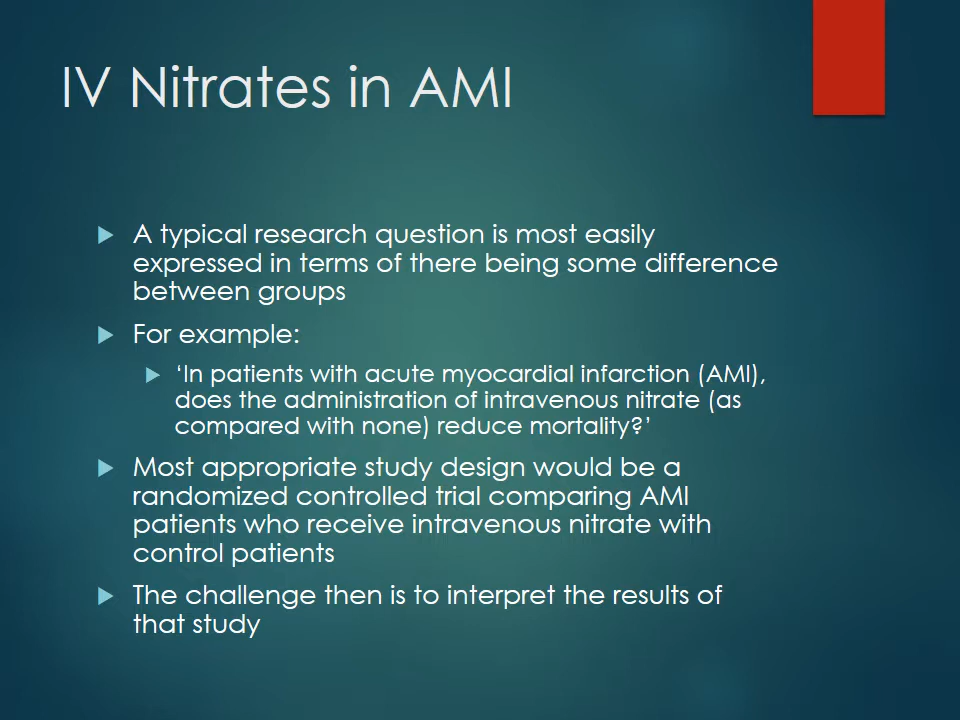 IV Nitrates in AMI
A typical research question is most easily
expressed in terms of there being some difference
between groups
For example:
‘In patients with acute myocardial infarction (AMI),
does the administration of intravenous nitrate (as
compared with none) reduce mortality?’
Most appropriate study design would be a
randomized controlled trial comparing AMI
patients who receive intravenous nitrate with
control patients
The challenge then is to interpret the results of
that study